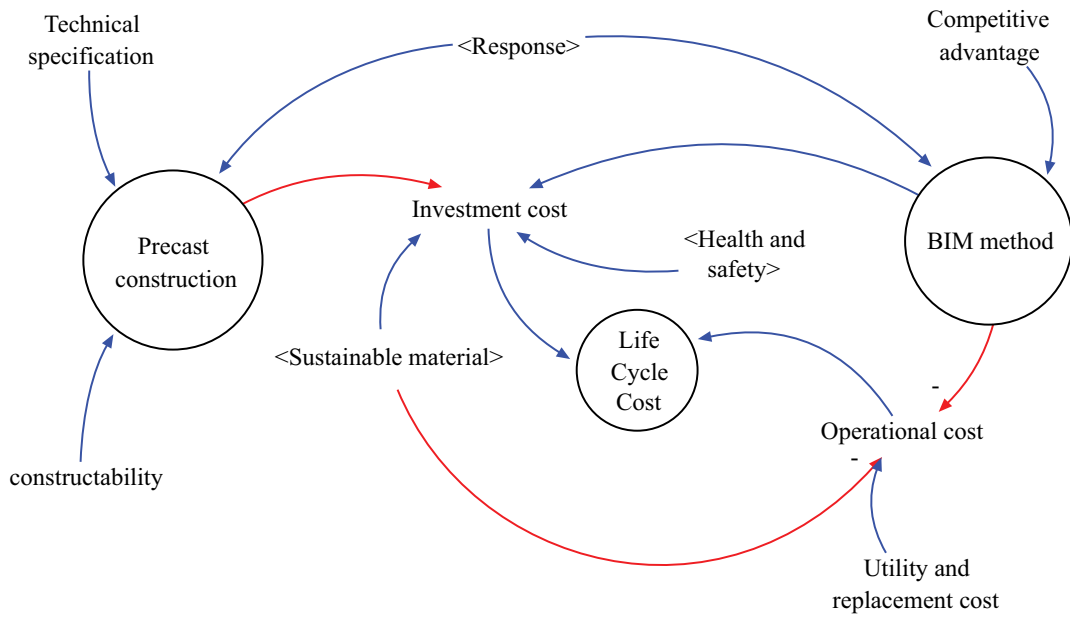 Technical
specification
<Response>
Competitive
advantage
Investment cost
Precast
construction
<Health and
safety>
BIM method
<Sustainable material>
Life
Cycle
Cost
-
Operational cost
-
constructability
Utility and
replacement cost